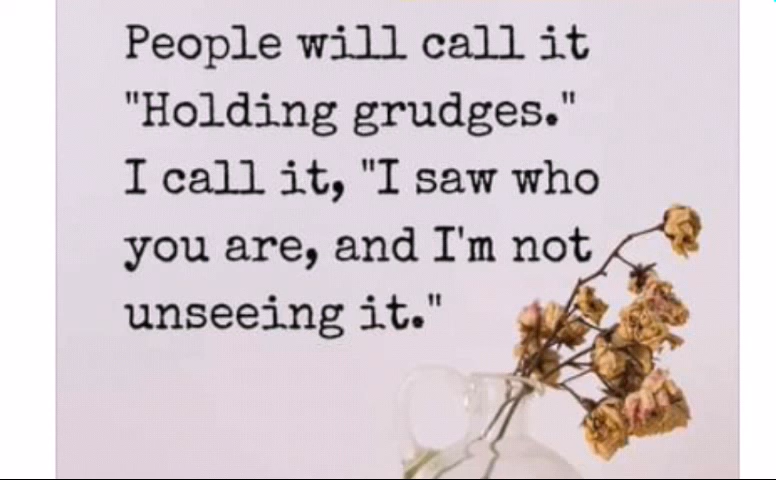 People will call it
"Holding grudges."
I call it, "I saw who
you are, and I'm not
unseeing it."